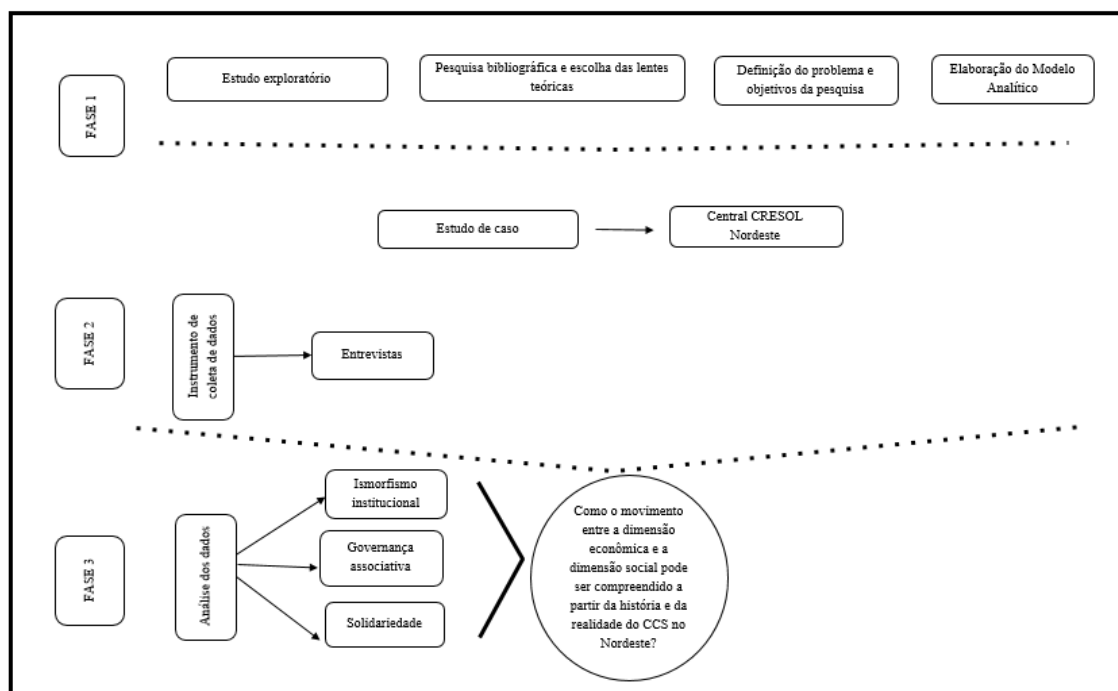 FASE 1
Estudo exploratório
Pesquisa bibliográfica e escolha das lentes
teóricas
Definição do problema e
objetivos da pesquisa
Elaboração do Modelo
Analítico
Estudo de caso
Central CRESOL
Nordeste
FASE 2
Instrumento de
coleta de dados
Entrevistas
FASE 3
Análise dos dados
Ismorfismo
institucional
Governança
associativa
Solidariedade
Como o movimento
entre a dimensão
econômica e a
dimensão social pode
ser compreendido a
partir da história e da
realidade do CCS no
Nordeste?